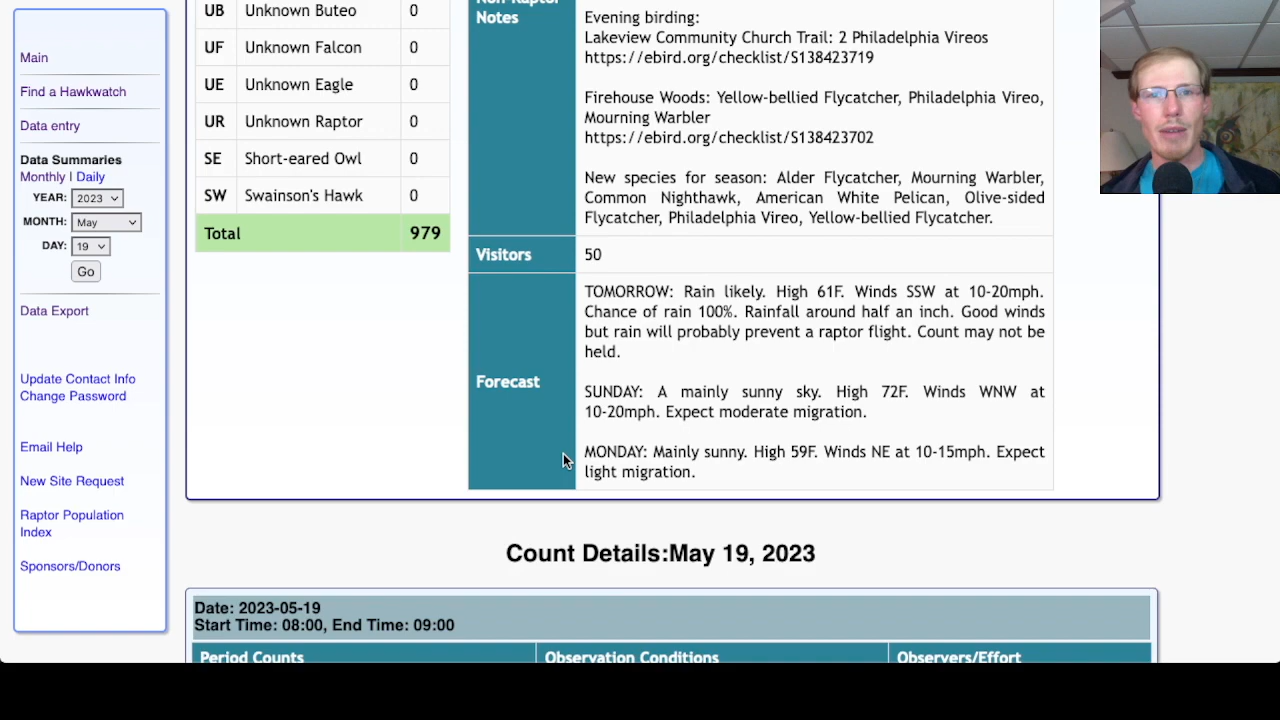 Main
Find a Hawkwatch
Data entry
Data Summaries
Monthly | Daily
YEAR: 2023
MONTH: May
DAY: 19
Go
Data Export
Update Contact Info
Change Password
Email Help
New Site Request
Raptor Population
Index
Sponsors/Donors
UB Unknown Buteo 0
UF Unknown Falcon 0
UE Unknown Eagle 0
UR Unknown Raptor 0
SE Short-eared Owl 0
SW Swainson's Hawk 0
Total 979
Non-Raptor
Notes
Evening birding:
Lakeview Community Church Trail: 2 Philadelphia Vireos
https://ebird.org/checklist/S138423719
Firehouse Woods: Yellow-bellied Flycatcher, Philadelphia Vireo,
Mourning Warbler
https://ebird.org/checklist/S138423702
New species for season: Alder Flycatcher, Mourning Warbler,
Common Nighthawk, American White Pelican, Olive-sided
Flycatcher, Philadelphia Vireo, Yellow-bellied Flycatcher.
Visitors
50
Forecast
TOMORROW: Rain likely. High 61F. Winds SSW at 10-20mph.
Chance of rain 100%. Rainfall around half an inch. Good winds
but rain will probably prevent a raptor flight. Count may not be
held.
SUNDAY: A mainly sunny sky. High 72F. Winds WNW at
10-20mph. Expect moderate migration.
MONDAY: Mainly sunny. High 59F. Winds NE at 10-15mph. Expect
light migration.
Count Details:May 19, 2023
Date: 2023-05-19
Start Time: 08:00, End Time: 09:00
Period Counts
Observation Conditions
Observers/Effort